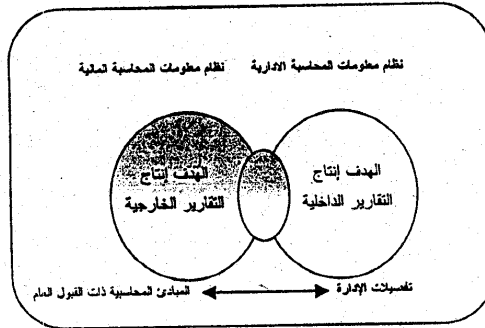 نظام معلومات المحاسبة الادارية
نظام معلومات المحاسبة المالية
الهدف إنتاج
التقارير الداخلية
الهدف إنتاج
التقارير الخارجية
تفضيلات الإدارة
المبادئ المحاسبية ذات القبول العام